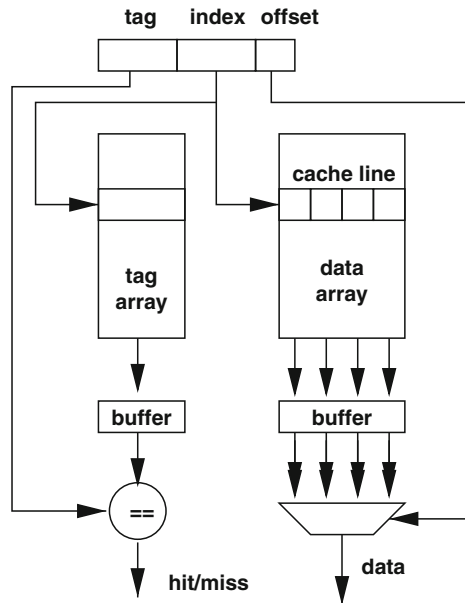 tag index offset
cache line
tag
array
data
array
buffer
buffer
==
hit/miss
data